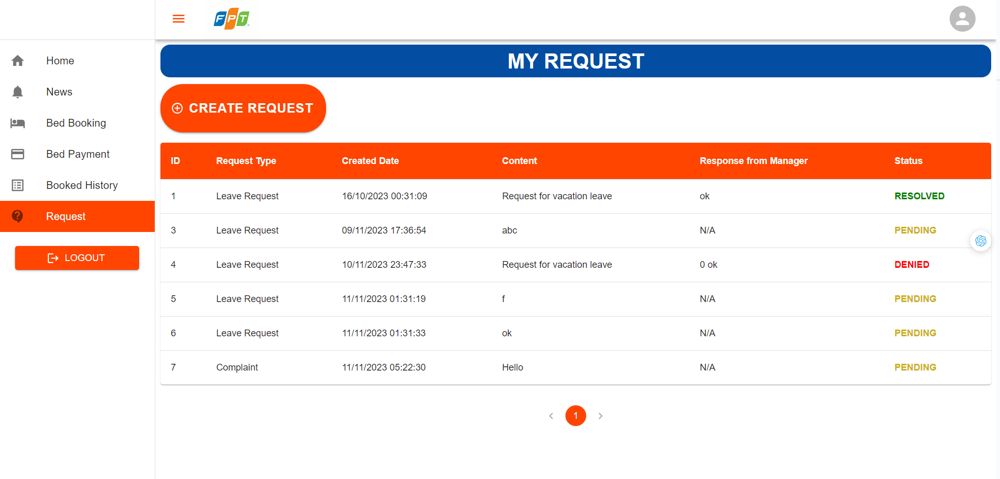 FPT
Home
News
Bed Booking
Bed Payment
Booked History
Request
LOGOUT
MY REQUEST
CREATE REQUEST
ID Request Type Created Date Content Response from Manager Status
1 Leave Request 16/10/2023 00:31:09 Request for vacation leave ok RESOLVED
3 Leave Request 09/11/2023 17:36:54 abc N/A PENDING
4 Leave Request 10/11/2023 23:47:33 Request for vacation leave 0 ok DENIED
5 Leave Request 11/11/2023 01:31:19 f N/A PENDING
6 Leave Request 11/11/2023 01:31:33 ok N/A PENDING
7 Complaint 11/11/2023 05:22:30 Hello N/A PENDING
1